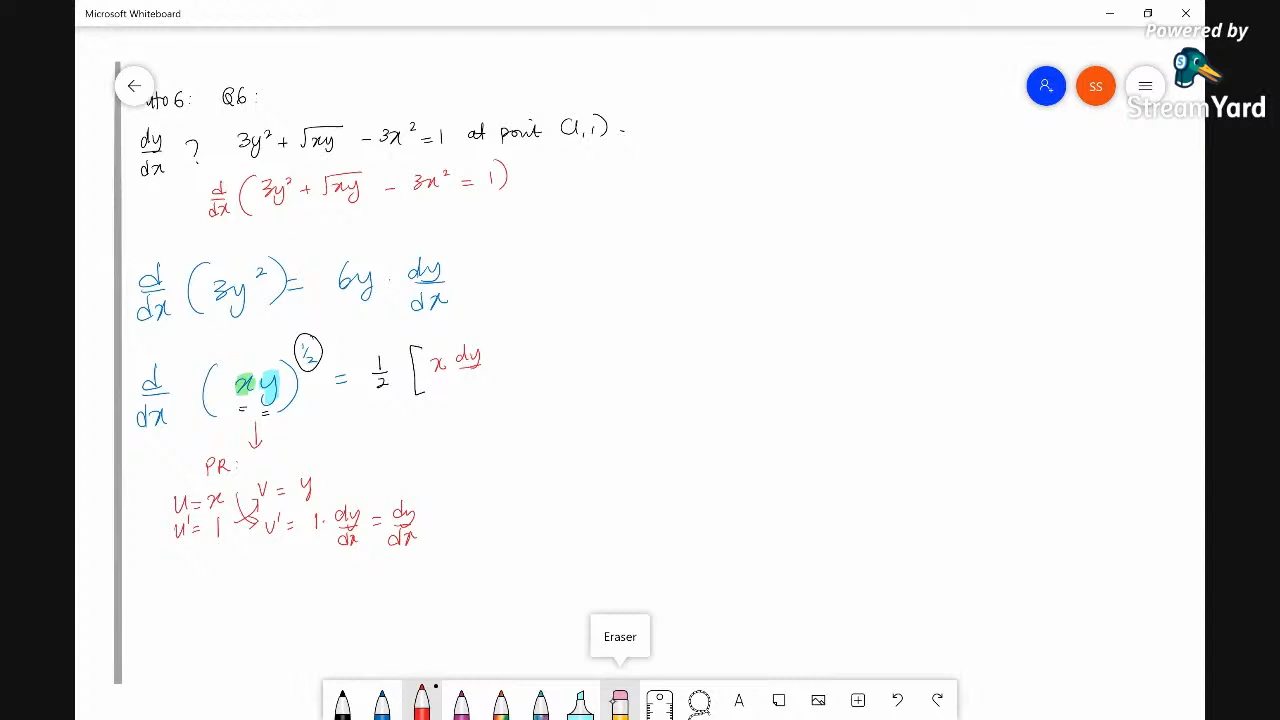 Microsoft Whiteboard
Powered by
StreamYard
SS
uto6: Q6:
dy/dx ? 3y² + √xy - 3x² = 1 at point (1,1).
d/dx (3y² + √xy - 3x² = 1)
d/dx (3y²) = 6y · dy/dx
d/dx (xy)^1/2 = 1/2 [x dy
PR:
u = x v = y
u' = 1 v' = 1 · dy/dx = dy/dx
Eraser
A